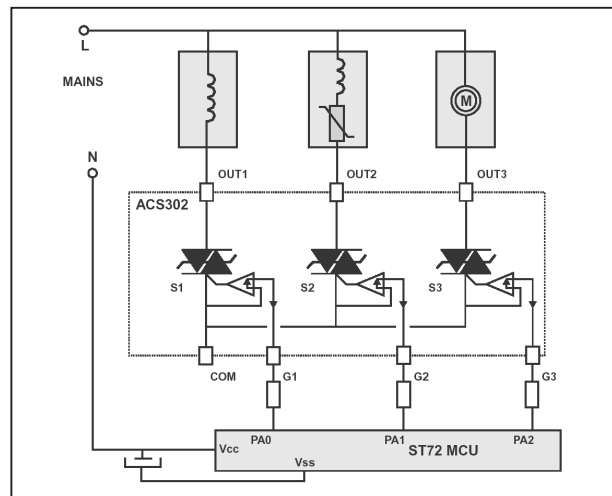 L
MAINS
M
N
OUT1
OUT2
OUT3
ACS302
S1
S2
S3
COM
G1
G2
G3
PA0
PA1
PA2
Vcc
ST72 MCU
Vss